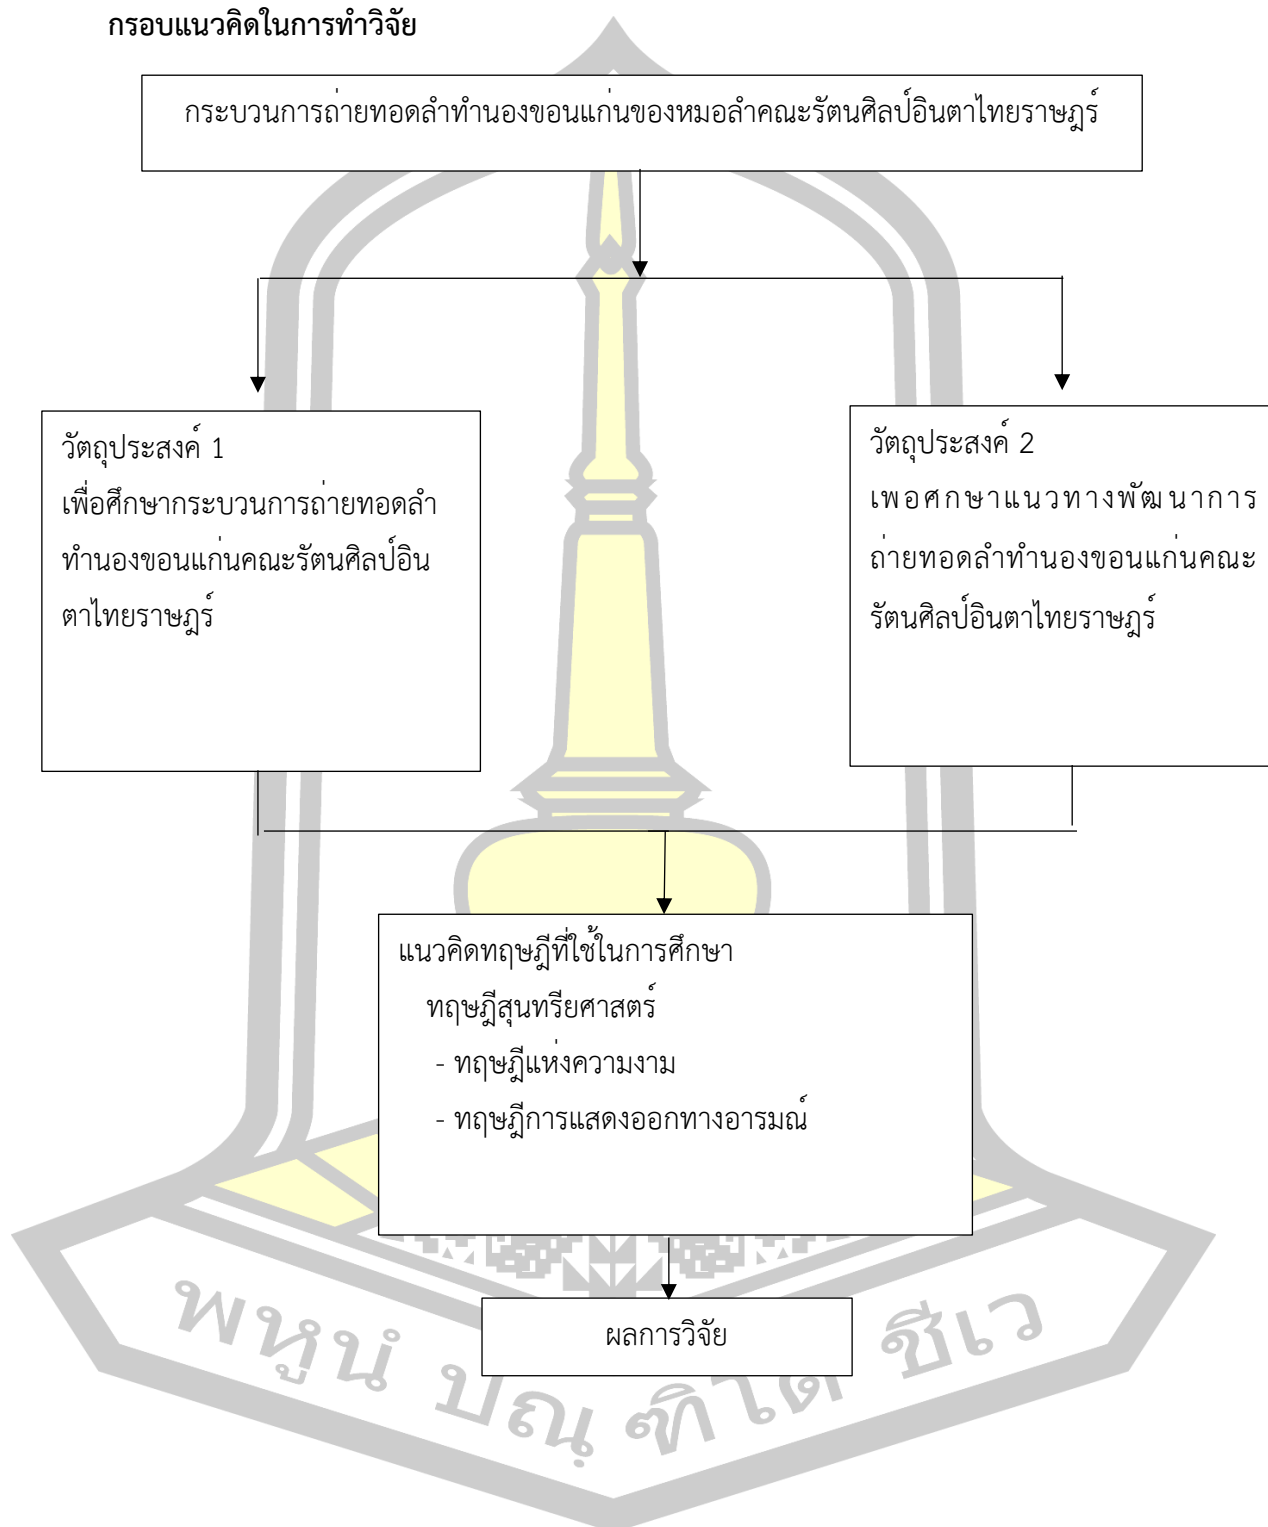 กรอบแนวคิดในการทำวิจัย
กระบวนการถ่ายทอดลำทำนองขอนแก่นของหมอลำคณะรัตนศิลป์อินตาไทยราษฎร์
วัตถุประสงค์ 1
เพื่อศึกษากระบวนการถ่ายทอดลำ
ทำนองขอนแก่นคณะรัตนศิลป์อิน
ตาไทยราษฎร์
วัตถุประสงค์ 2
เพอศกษาแนวทางพัฒนาการ
ถ่ายทอดลำทำนองขอนแก่นคณะ
รัตนศิลป์อินตาไทยราษฎร์
แนวคิดทฤษฎีที่ใช้ในการศึกษา
ทฤษฎีสุนทรียศาสตร์
- ทฤษฎีแห่งความงาม
- ทฤษฎีการแสดงออกทางอารมณ์
ผลการวิจัย
พหูนํ ปณฺฑิโต ชีเว